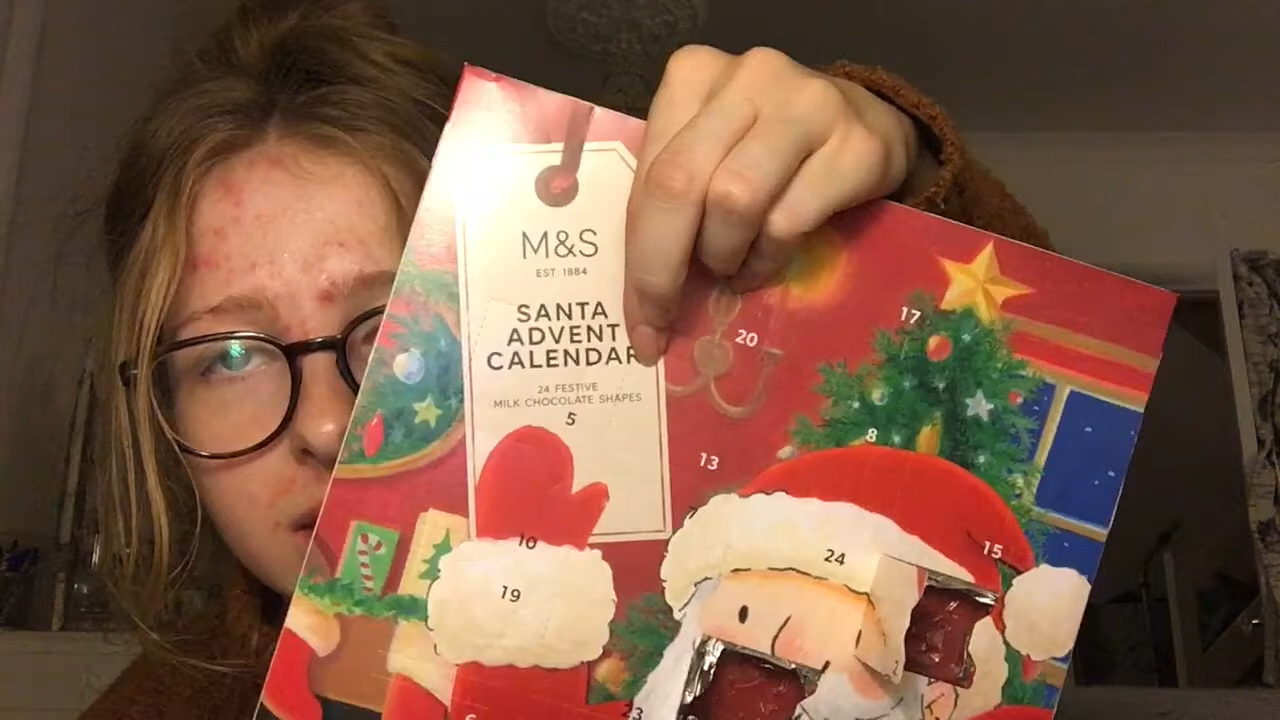 M&S
EST. 1884
SANTA
ADVENT
CALENDAR
24 FESTIVE
MILK CHOCOLATE SHAPES
5
20
17
8
13
10
24
15
19
23
6